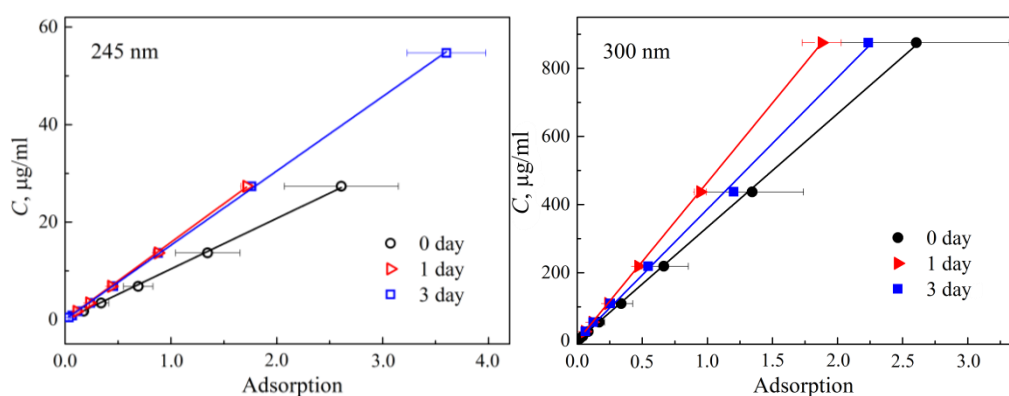 245 nm
C, µg/ml
60
40
20
0
0.0 1.0 2.0 3.0 4.0
Adsorption
0 day
1 day
3 day
300 nm
C, µg/ml
800
600
400
200
0
0.0 0.5 1.0 1.5 2.0 2.5 3.0
Adsorption
0 day
1 day
3 day